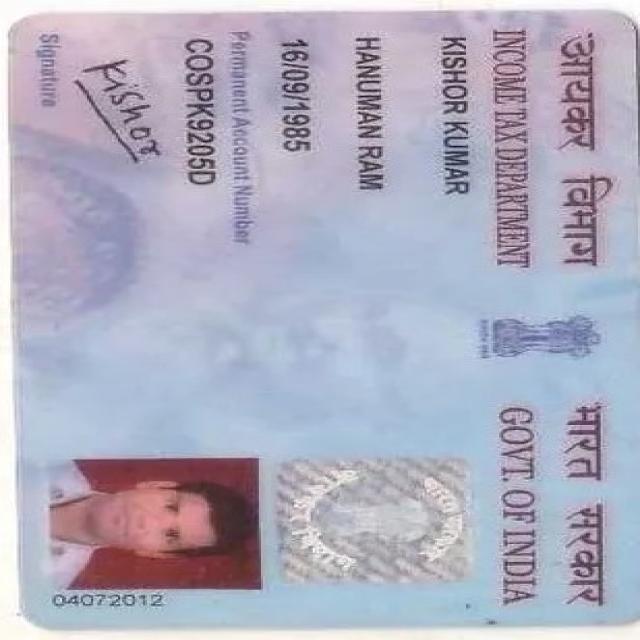 आयकर विभाग भारत सरकार
INCOME TAX DEPARTMENT GOVT. OF INDIA
KISHOR KUMAR
HANUMAN RAM
16/09/1985
Permanent Account Number
COSPK9205D
Kishor
Signature
04072012